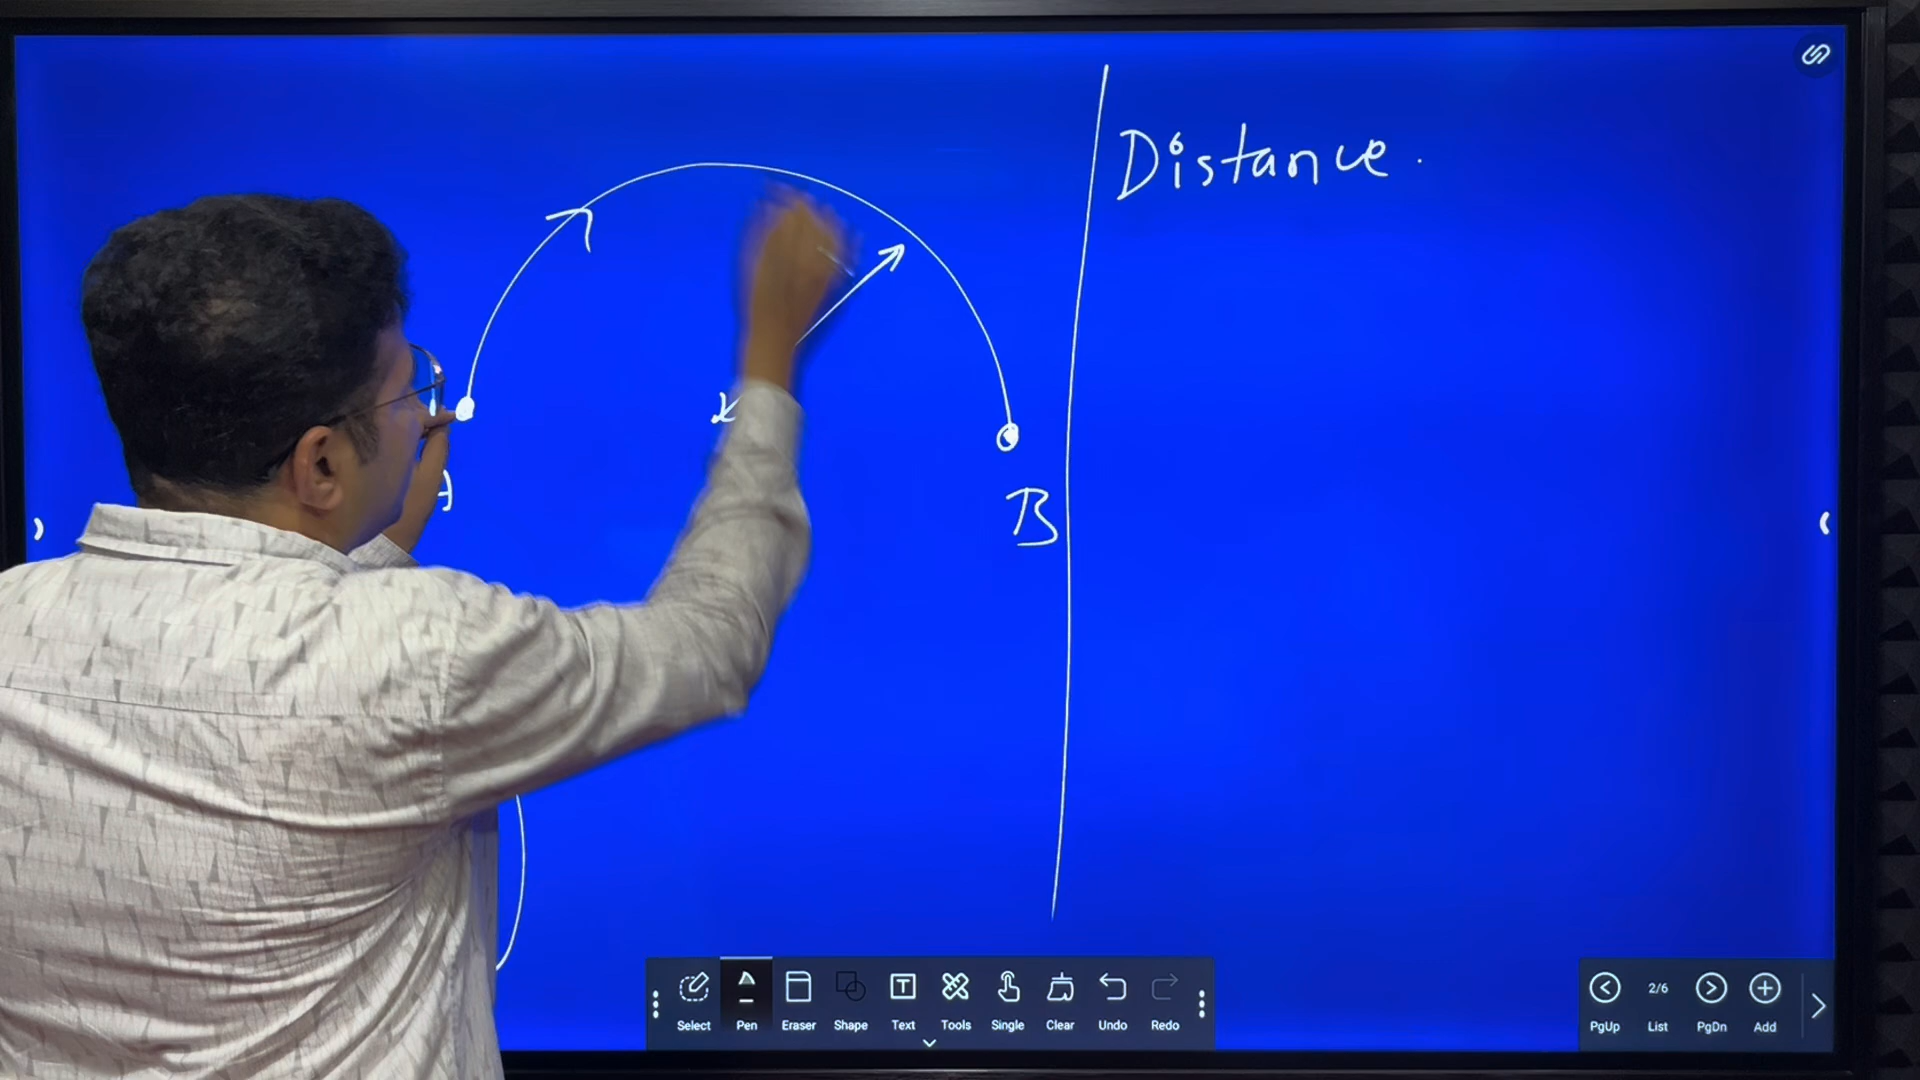 Distance.
A
B
Select Pen Eraser Shape Text Tools Single Clear Undo Redo
PgUp 2/6 List PgDn Add